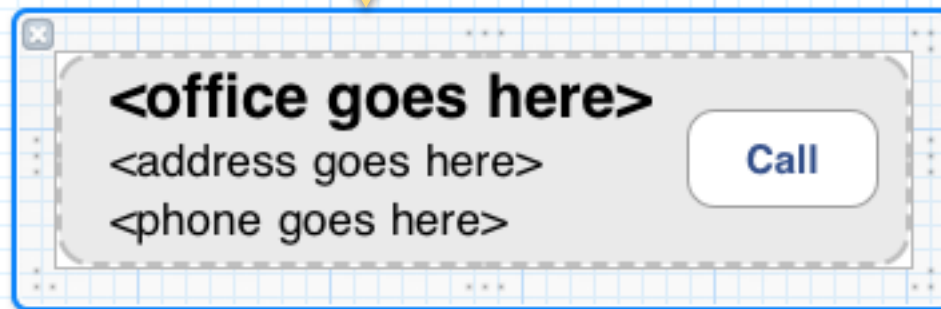 <office goes here>
<address goes here>
<phone goes here>
Call